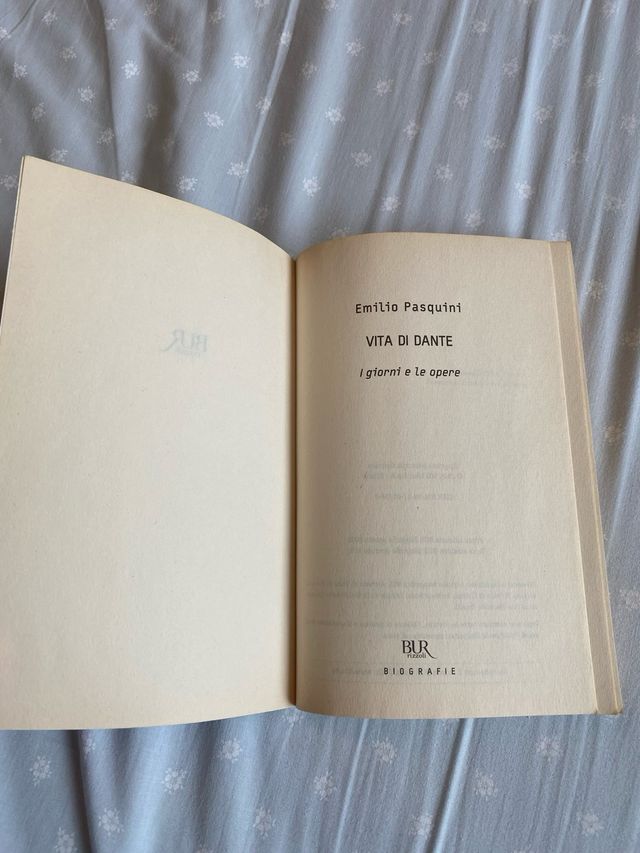 Emilio Pasquini
VITA DI DANTE
I giorni e le opere
BUR
rizzoli
BIOGRAFIE